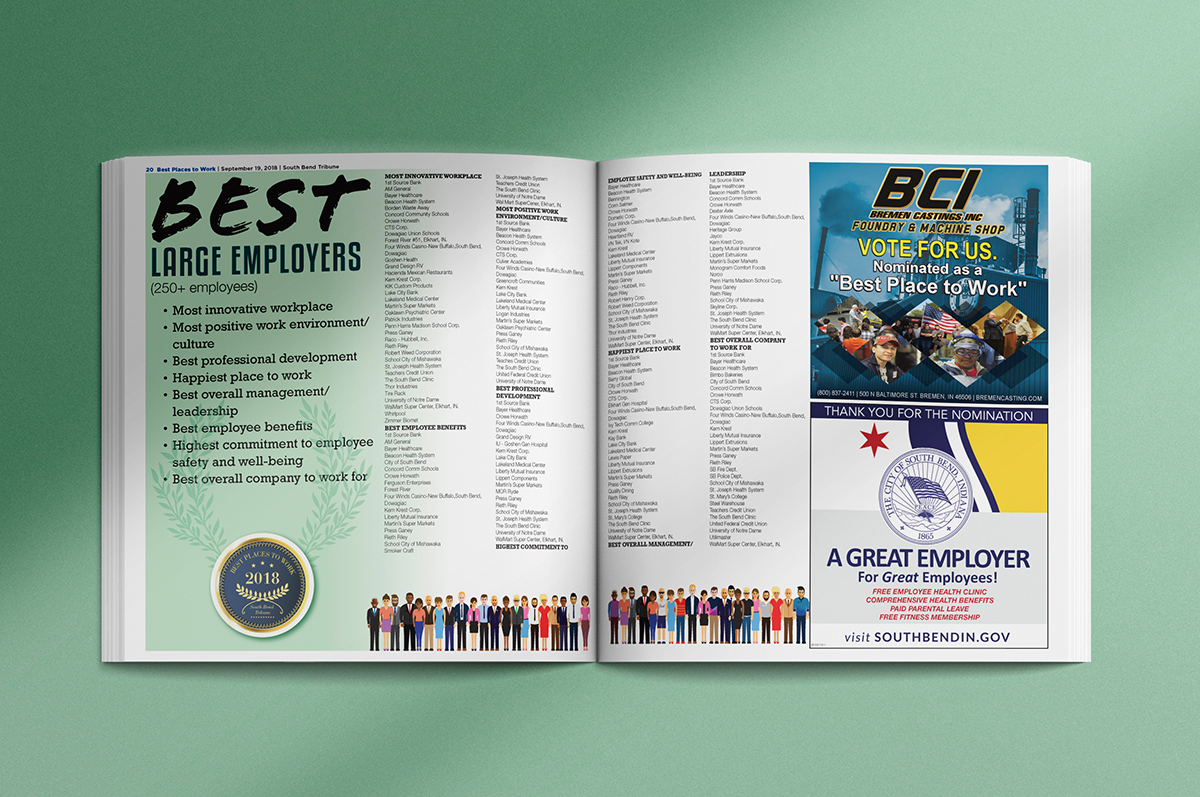 20 Best Places to Work | September 19, 2018 | South Bend Tribune
BEST
LARGE EMPLOYERS
(250+ employees)
• Most innovative workplace
• Most positive work environment/
culture
• Best professional development
• Happiest place to work
• Best overall management/
leadership
• Best employee benefits
• Highest commitment to employee
safety and well-being
• Best overall company to work for
BEST PLACES TO WORK
2018
South Bend
Tribune
MOST INNOVATIVE WORKPLACE
1st Source Bank
AM General
Bayer Healthcare
Beacon Health System
Borden Waste Away
Concord Community Schools
Crowe Horwath
CTS Corp.
Dowagiac Union Schools
Forest River #51, Elkhart, IN.
Four Winds Casino-New Buffalo,South Bend,
Dowagiac
Goshen Health
Grand Design RV
Hacienda Mexican Restaurants
Kem Krest Corp.
KIK Custom Products
Lake City Bank
Lakeland Medical Center
Martin's Super Markets
Oaklawn Psychiatric Center
Patrick Industries
Penn Harris Madison School Corp.
Press Ganey
Raco - Hubbell, Inc.
Rieth Riley
Robert Weed Corporation
School City of Mishawaka
St. Joseph Health System
Teachers Credit Union
The South Bend Clinic
Thor Industries
Tire Rack
University of Notre Dame
WalMart Super Center, Elkhart, IN.
Whirlpool
Zimmer Biomet
BEST EMPLOYEE BENEFITS
1st Source Bank
AM General
Bayer Healthcare
Beacon Health System
City of South Bend
Concord Comm Schools
Crowe Horwath
Ferguson Enterprises
Forest River
Four Winds Casino-New Buffalo,South Bend,
Dowagiac
Kem Krest Corp.
Liberty Mutual Insurance
Martin's Super Markets
Press Ganey
Rieth Riley
School City of Mishawaka
Smoker Craft
St. Joseph Health System
Teachers Credit Union
The South Bend Clinic
University of Notre Dame
Wal Mart SuperCenter, Elkhart, IN.
MOST POSITIVE WORK
ENVIRONMENT/CULTURE
1st Source Bank
Bayer Healthcare
Beacon Health System
Concord Comm Schools
Crowe Horwath
CTS Corp.
Culver Academies
Four Winds Casino-New Buffalo,South Bend,
Dowagiac
Greencroft Communities
Kem Krest
Lake City Bank
Lakeland Medical Center
Liberty Mutual Insurance
Logan Industries
Martin's Super Markets
Oaklawn Psychiatric Center
Press Ganey
Rieth Riley
School City of Mishawaka
St. Joseph Health System
Teaches Credit Union
The South Bend Clinic
United Federal Credit Union
University of Notre Dame
BEST PROFESSIONAL
DEVELOPMENT
1st Source Bank
Bayer Healthcare
Crowe Horwath
Four Winds Casino-New Buffalo,South Bend,
Dowagiac
Grand Design RV
IU - Goshen Gen Hospital
Kem Krest Corp.
Lake City Bank
Lakeland Medical Center
Liberty Mutual Insurance
Lippert Components
Martin's Super Markets
MOR Ryde
Press Ganey
Rieth Riley
School City of Mishawaka
St. Joseph Health System
The South Bend Clinic
University of Notre Dame
WalMart Super Center, Elkhart, IN.
HIGHEST COMMITMENT TO
EMPLOYEE SAFETY AND WELL-BEING
Bayer Healthcare
Beacon Health System
Bennington
Coim Swimer
Crowe Horwath
Dometic Corp.
Four Winds Casino-New Buffalo,South Bend,
Dowagiac
Heartland RV
Kem Krest
Lakeland Medical Center
Liberty Mutual Insurance
Lippert Components
Martin's Super Markets
Press Ganey
Raco - Hubbell, Inc.
Rieth Riley
Robert Henry Corp.
Robert Weed Corporation
School City of Mishawaka
St. Joseph Health System
The South Bend Clinic
Thor Industries
University of Notre Dame
WalMart Super Center, Elkhart, IN.
HAPPIEST PLACE TO WORK
1st Source Bank
Bayer Healthcare
Beacon Health System
Berry Global
City of South Bend
Crowe Horwath
CTS Corp.
Elkhart Gen Hospital
Four Winds Casino-New Buffalo,South Bend,
Dowagiac
Ivy Tech Comm College
Kem Krest
Kay Bank
Lake City Bank
Lakeland Medical Center
Lewis Paper
Liberty Mutual Insurance
Lippert Extrusions
Martin's Super Markets
Press Ganey
Quality Dining
Rieth Riley
School City of Mishawaka
St. Joseph Health System
St. Mary's College
The South Bend Clinic
University of Notre Dame
WalMart Super Center, Elkhart, IN.
BEST OVERALL MANAGEMENT/
LEADERSHIP
1st Source Bank
Bayer Healthcare
Beacon Health System
Concord Comm Schools
Crowe Horwath
Dexter Axle
Four Winds Casino-New Buffalo,South Bend,
Dowagiac
Heritage Group
Jayco
Kem Krest Corp.
Liberty Mutual Insurance
Lippert Extrusions
Martin's Super Markets
Monogram Comfort Foods
Norco
Penn Harris Madison School Corp.
Press Ganey
Rieth Riley
School City of Mishawaka
Skyline Corp.
St. Joseph Health System
The South Bend Clinic
University of Notre Dame
WalMart Super Center, Elkhart, IN.
BEST OVERALL COMPANY
TO WORK FOR
1st Source Bank
Bayer Healthcare
Beacon Health System
Bimbo Bakeries
City of South Bend
Concord Comm Schools
Crowe Horwath
CTS Corp.
Dowagiac Union Schools
Four Winds Casino-New Buffalo,South Bend,
Dowagiac
Kem Krest
Liberty Mutual Insurance
Lippert Extrusions
Martin's Super Markets
Press Ganey
Rieth Riley
SB Fire Dept.
SB Police Dept.
School City of Mishawaka
St. Joseph Health System
St. Mary's College
Steel Warehouse
Teachers Credit Union
The South Bend Clinic
United Federal Credit Union
University of Notre Dame
Utilimaster
WalMart Super Center, Elkhart, IN.
BCI
BREMEN CASTINGS INC
FOUNDRY & MACHINE SHOP
VOTE FOR US.
Nominated as a
"Best Place to Work"
(800) 837-2411 | 500 N BALTIMORE ST. BREMEN, IN 46506 | BREMENCASTING.COM
THANK YOU FOR THE NOMINATION
THE CITY OF SOUTH BEND INDIANA
PEACE
1865
A GREAT EMPLOYER
For Great Employees!
FREE EMPLOYEE HEALTH CLINIC
COMPREHENSIVE HEALTH BENEFITS
PAID PARENTAL LEAVE
FREE FITNESS MEMBERSHIP
visit SOUTHBENDIN.GOV